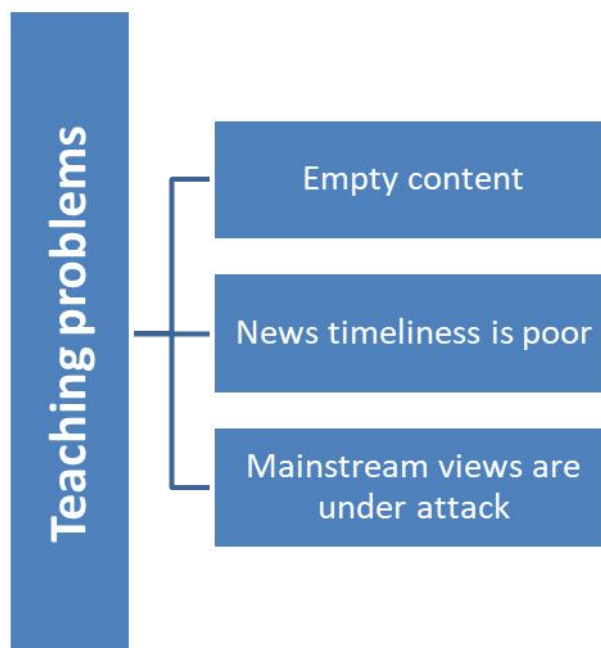 Teaching problems
Empty content
News timeliness is poor
Mainstream views are
under attack